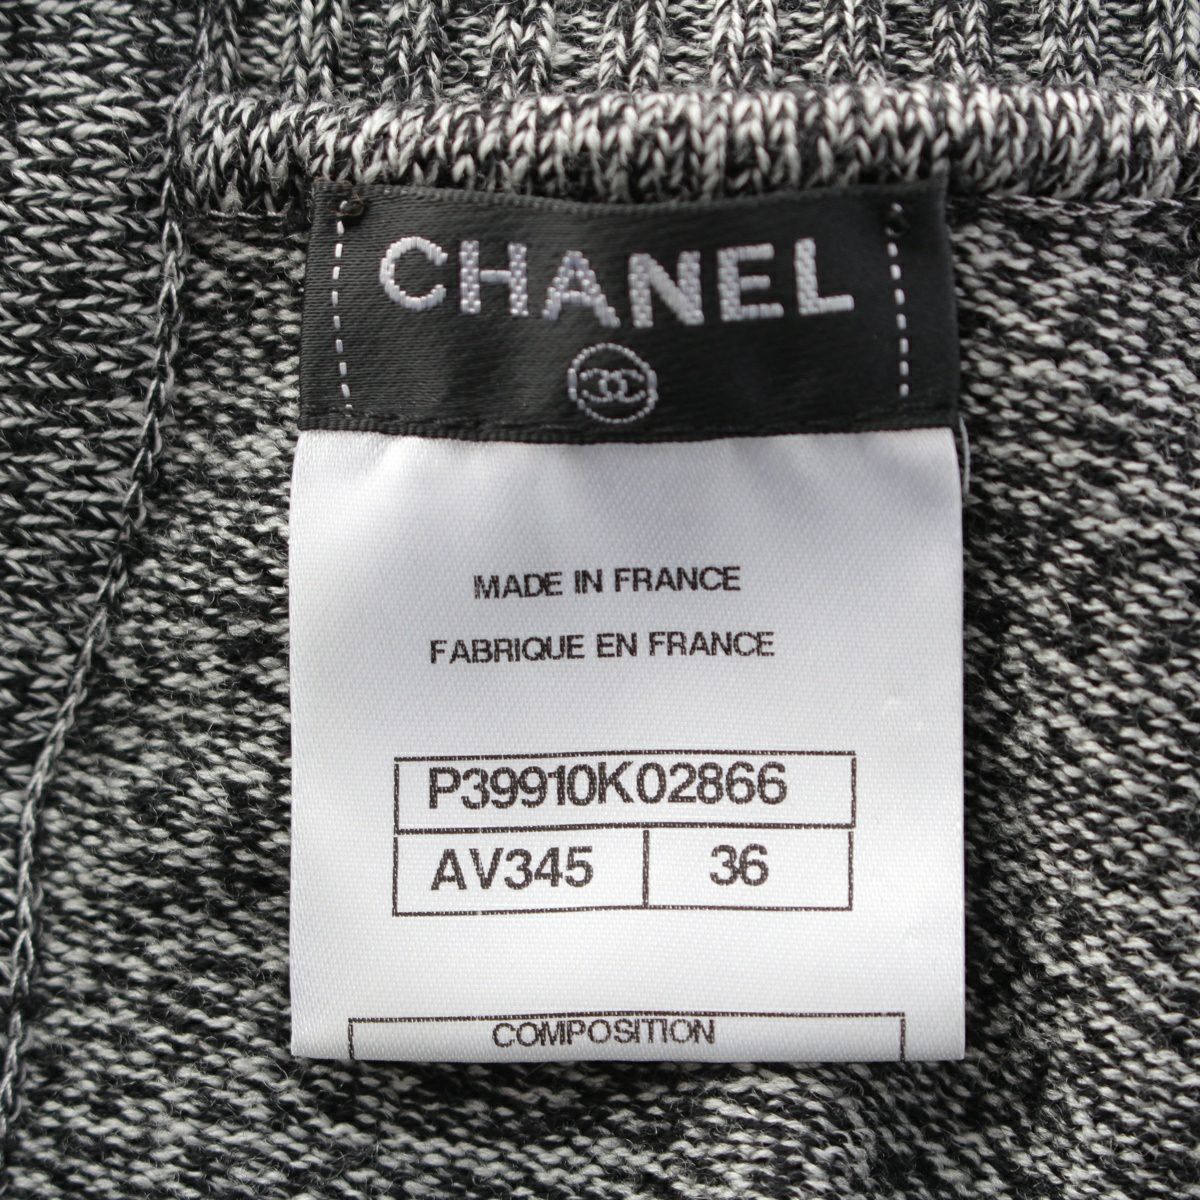 CHANEL
MADE IN FRANCE
FABRIQUE EN FRANCE
P39910K02866
AV345 36
COMPOSITION